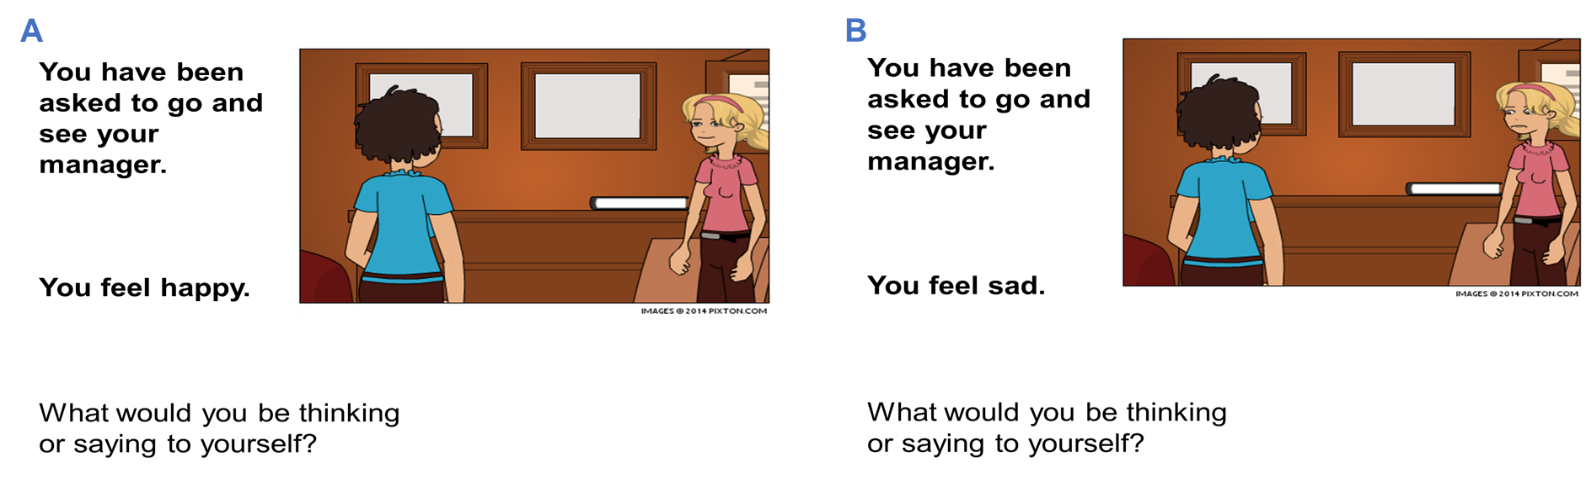 A
You have been
asked to go and
see your
manager.
You feel happy.
IMAGES © 2014 PIXTON.COM
What would you be thinking
or saying to yourself?
B
You have been
asked to go and
see your
manager.
You feel sad.
IMAGES © 2014 PIXTON.COM
What would you be thinking
or saying to yourself?